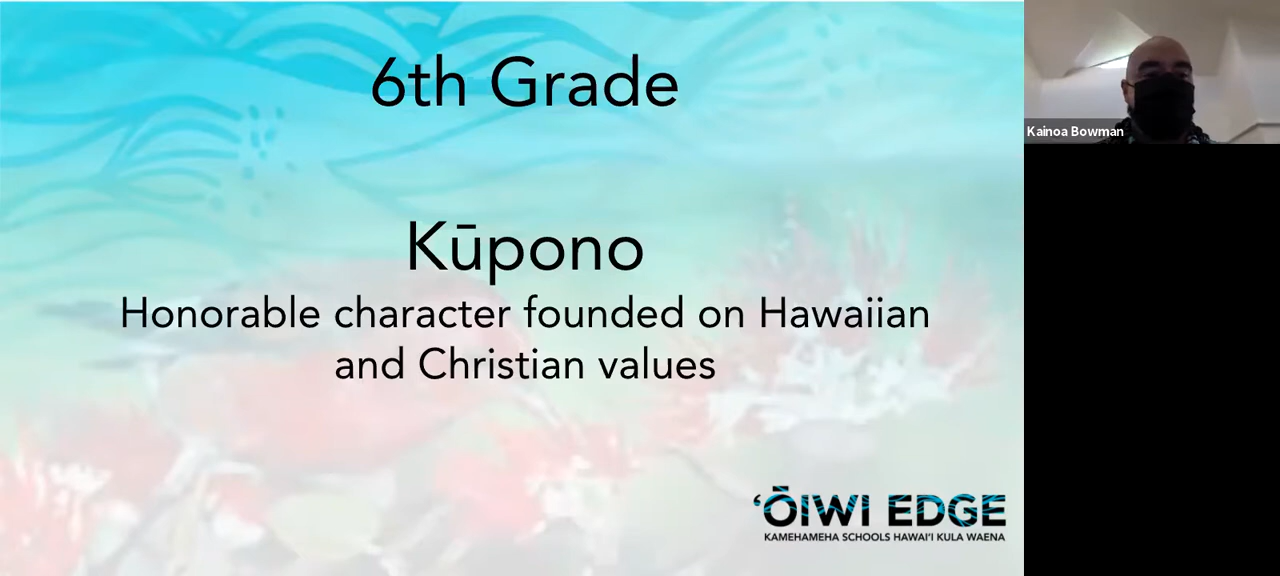 6th Grade
Kūpono
Honorable character founded on Hawaiian
and Christian values
ʻŌIWI EDGE
KAMEHAMEHA SCHOOLS HAWAIʻI KULA WAENA
Kainoa Bowman